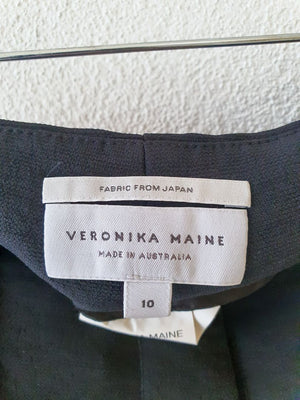 FABRIC FROM JAPAN
VERONIKA MAINE
MADE IN AUSTRALIA
10
MAINE